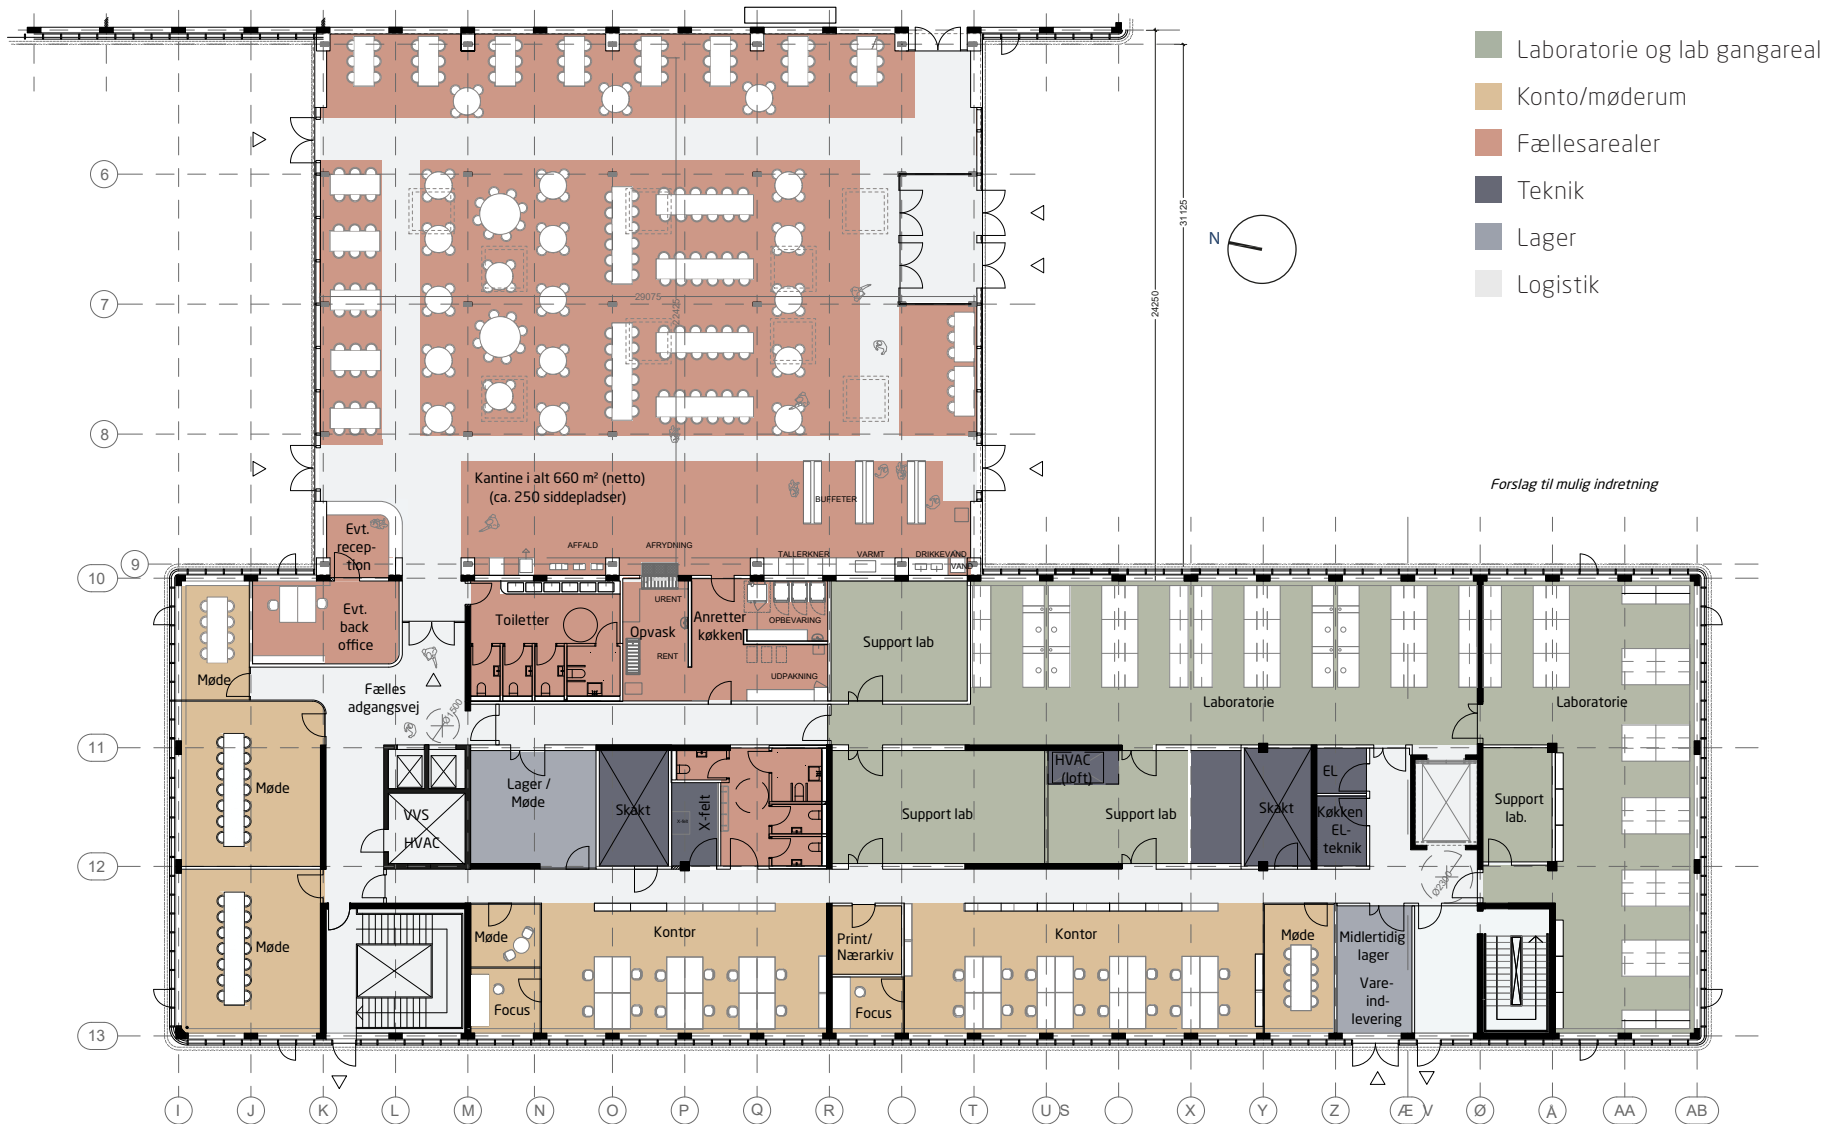 Laboratorie og lab gangareal
Konto/møderum
Fællesarealer
Teknik
Lager
Logistik
N
6
7
8
9
10
11
12
13
31125
24250
29075
22425
Forslag til mulig indretning
Kantine i alt 660 m² (netto)
(ca. 250 siddepladser)
BUFFETER
AFFALD
AFRYDNING
TALLERKNER
VARMT
DRIKKEVAND
VAND
Evt.
recep-
tion
Evt.
back
office
Møde
Fælles
adgangsvej
Ø1500
Toiletter
Opvask
URENT
RENT
Anretter
køkken
OPBEVARING
UDPAKNING
Support lab
Laboratorie
Laboratorie
Møde
VVS
HVAC
Lager /
Møde
Skakt
X-felt
Support lab
HVAC
(loft)
Support lab
Skakt
EL
Køkken
EL-
teknik
Support
lab.
Ø2300
Møde
Møde
Focus
Kontor
Print/
Nærarkiv
Focus
Kontor
Møde
Midlertidig
lager
Vare-
ind-
levering
I
J
K
L
M
N
O
P
Q
R
T
U
S
X
Y
Z
Æ
V
Ø
Å
AA
AB